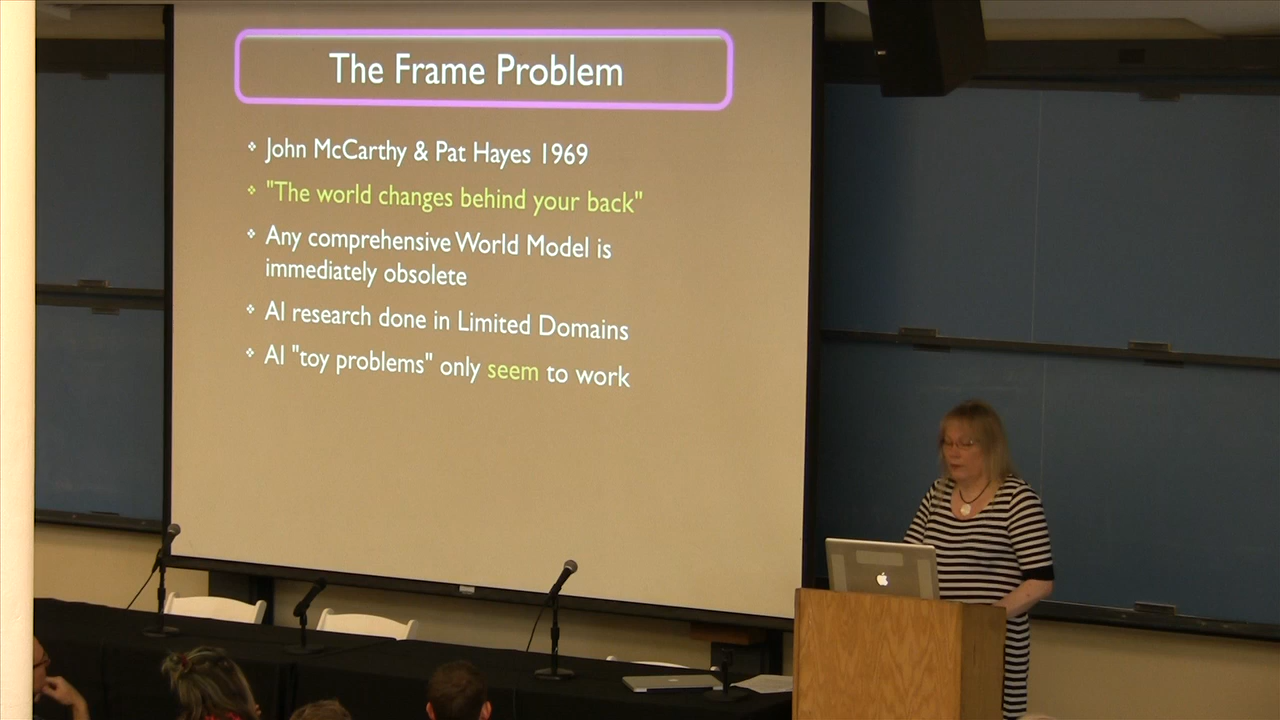 The Frame Problem
John McCarthy & Pat Hayes 1969
"The world changes behind your back"
Any comprehensive World Model is
immediately obsolete
AI research done in Limited Domains
AI "toy problems" only seem to work